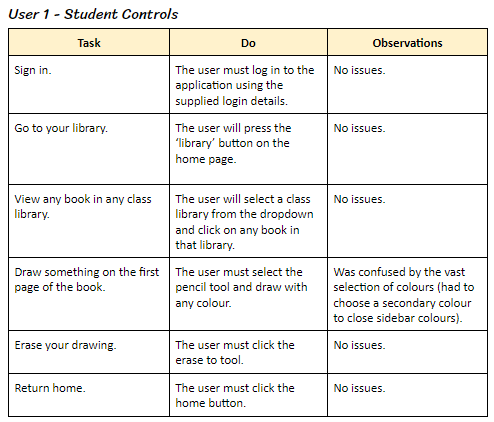 User 1 - Student Controls
Task Do Observations
Sign in.
The user must log in to the
application using the
supplied login details.
No issues.
Go to your library.
The user will press the
‘library’ button on the
home page.
No issues.
View any book in any class
library.
The user will select a class
library from the dropdown
and click on any book in
that library.
No issues.
Draw something on the first
page of the book.
The user must select the
pencil tool and draw with
any colour.
Was confused by the vast
selection of colours (had to
choose a secondary colour
to close sidebar colours).
Erase your drawing.
The user must click the
erase to tool.
No issues.
Return home.
The user must click the
home button.
No issues.